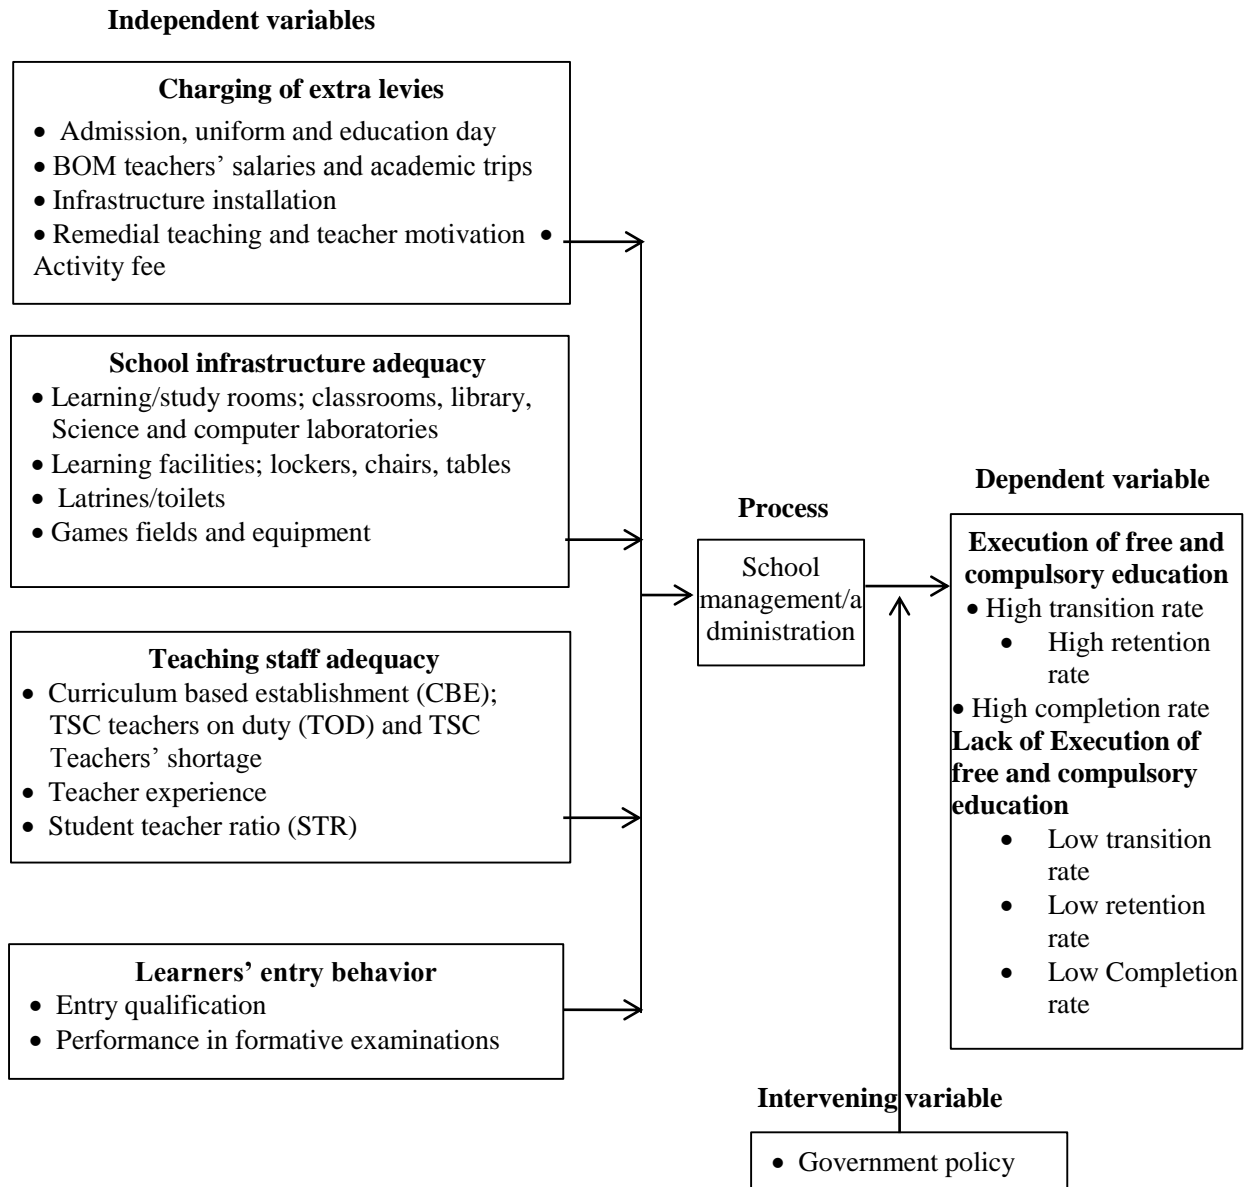 Independent variables
Charging of extra levies
• Admission, uniform and education day
• BOM teachers’ salaries and academic trips
• Infrastructure installation
• Remedial teaching and teacher motivation •
Activity fee
School infrastructure adequacy
• Learning/study rooms; classrooms, library,
Science and computer laboratories
• Learning facilities; lockers, chairs, tables
• Latrines/toilets
• Games fields and equipment
Teaching staff adequacy
• Curriculum based establishment (CBE);
TSC teachers on duty (TOD) and TSC
Teachers’ shortage
• Teacher experience
• Student teacher ratio (STR)
Learners’ entry behavior
• Entry qualification
• Performance in formative examinations
Process
School
management/a
dministration
Dependent variable
Execution of free and
compulsory education
• High transition rate
• High retention
rate
• High completion rate
Lack of Execution of
free and compulsory
education
• Low transition
rate
• Low retention
rate
• Low Completion
rate
Intervening variable
• Government policy